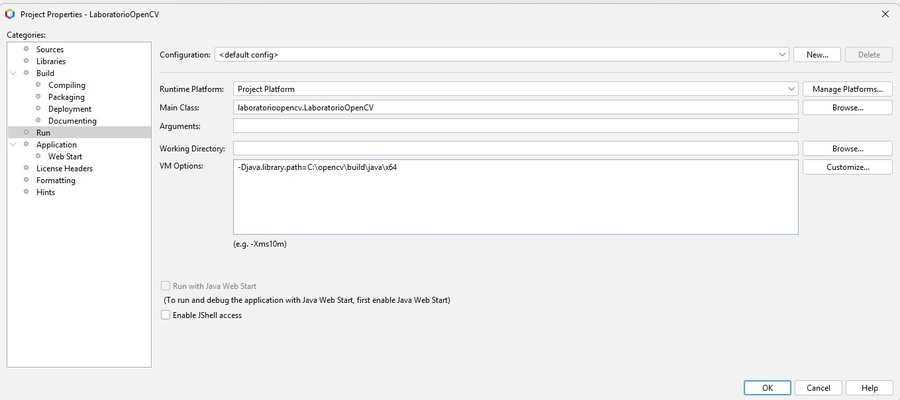 Project Properties - LaboratorioOpenCV
Categories:
Sources
Libraries
Build
Compiling
Packaging
Deployment
Documenting
Run
Application
Web Start
License Headers
Formatting
Hints
Configuration: <default config> New... Delete
Runtime Platform: Project Platform Manage Platforms...
Main Class: laboratorioopencv.LaboratorioOpenCV Browse...
Arguments:
Working Directory: Browse...
VM Options: -Djava.library.path=C:\opencv\build\java\x64 Customize...
(e.g. -Xms10m)
Run with Java Web Start
(To run and debug the application with Java Web Start, first enable Java Web Start)
Enable JShell access
OK Cancel Help